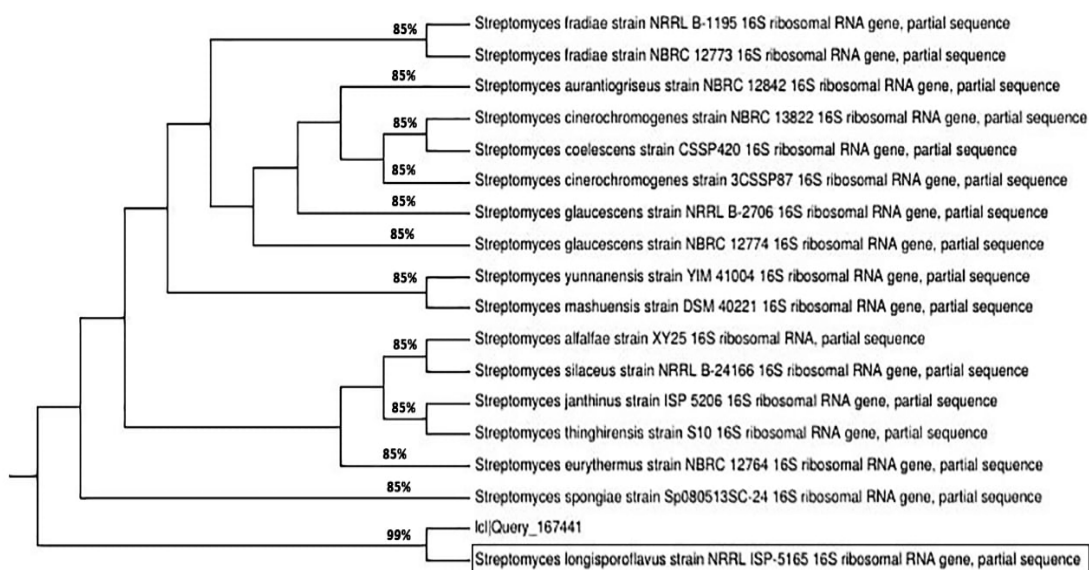 85%
Streptomyces fradiae strain NRRL B-1195 16S ribosomal RNA gene, partial sequence
Streptomyces fradiae strain NBRC 12773 16S ribosomal RNA gene, partial sequence
85%
Streptomyces aurantiogriseus strain NBRC 12842 16S ribosomal RNA gene, partial sequence
85%
Streptomyces cinerochromogenes strain NBRC 13822 16S ribosomal RNA gene, partial sequence
Streptomyces coelescens strain CSSP420 16S ribosomal RNA gene, partial sequence
85%
Streptomyces cinerochromogenes strain 3CSSP87 16S ribosomal RNA gene, partial sequence
85%
Streptomyces glaucescens strain NRRL B-2706 16S ribosomal RNA gene, partial sequence
85%
Streptomyces glaucescens strain NBRC 12774 16S ribosomal RNA gene, partial sequence
85%
Streptomyces yunnanensis strain YIM 41004 16S ribosomal RNA gene, partial sequence
Streptomyces mashuensis strain DSM 40221 16S ribosomal RNA gene, partial sequence
85%
Streptomyces alfalfae strain XY25 16S ribosomal RNA, partial sequence
Streptomyces silaceus strain NRRL B-24166 16S ribosomal RNA gene, partial sequence
85%
Streptomyces janthinus strain ISP 5206 16S ribosomal RNA gene, partial sequence
Streptomyces thinghirensis strain S10 16S ribosomal RNA gene, partial sequence
85%
Streptomyces eurythermus strain NBRC 12764 16S ribosomal RNA gene, partial sequence
85%
Streptomyces spongiae strain Sp080513SC-24 16S ribosomal RNA gene, partial sequence
99%
lcl|Query_167441
Streptomyces longisporoflavus strain NRRL ISP-5165 16S ribosomal RNA gene, partial sequence